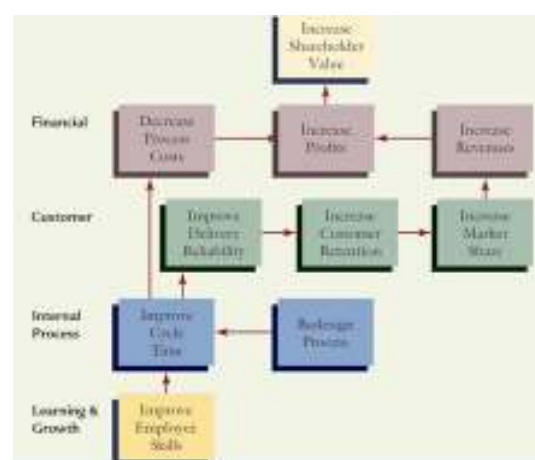 Increase
Shareholder
Value
Financial
Decrease
Process
Costs
Increase
Profits
Increase
Revenues
Customer
Improve
Delivery
Reliability
Increase
Customer
Retention
Increase
Market
Share
Internal
Process
Improve
Cycle
Time
Redesign
Process
Learning &
Growth
Improve
Employee
Skills